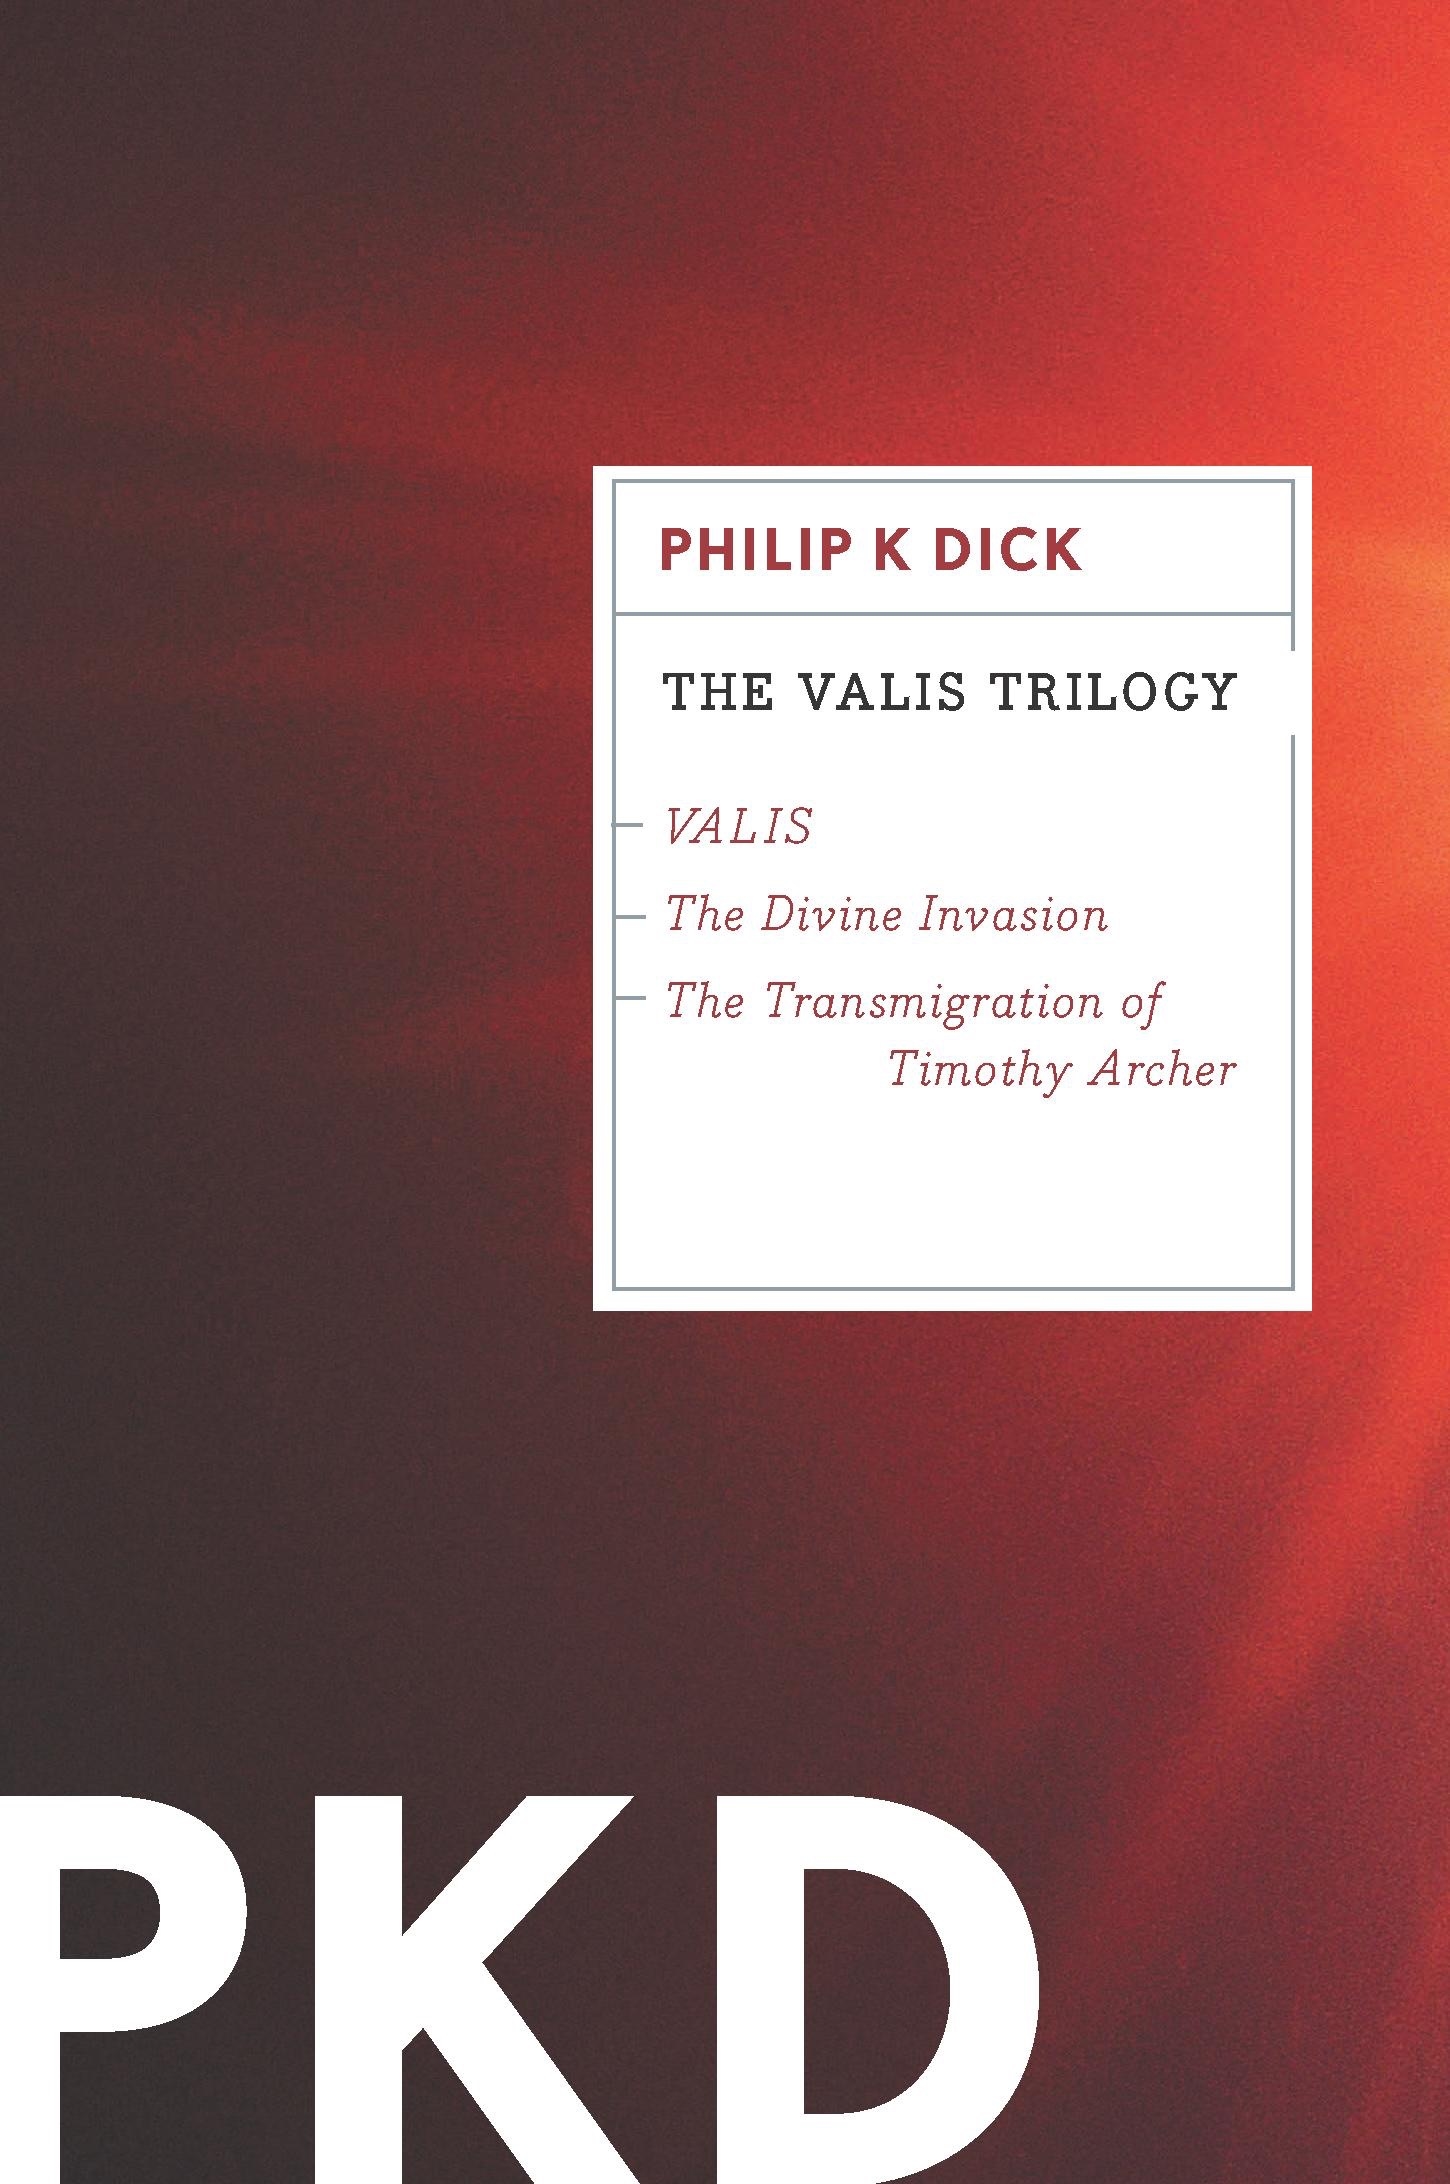 PHILIP K DICK
THE VALIS TRILOGY
VALIS
The Divine Invasion
The Transmigration of
Timothy Archer
PKD